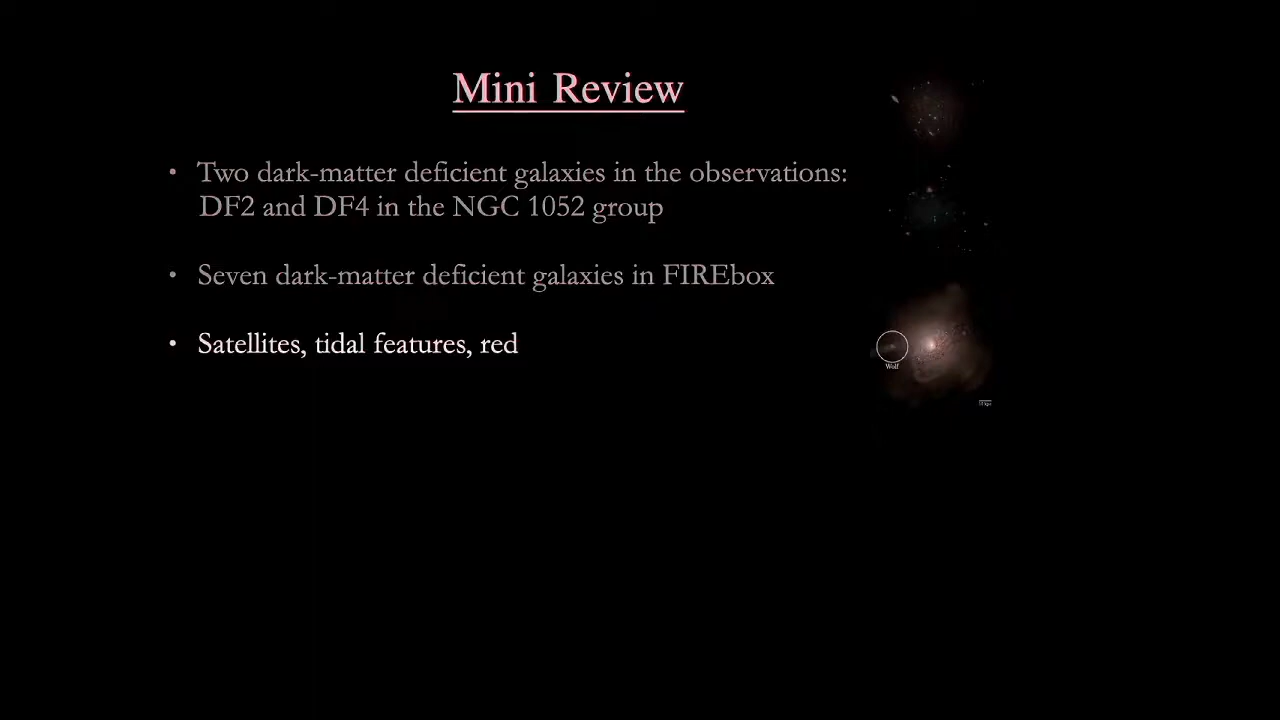 Mini Review
• Two dark-matter deficient galaxies in the observations:
DF2 and DF4 in the NGC 1052 group
• Seven dark-matter deficient galaxies in FIREbox
• Satellites, tidal features, red
Wolf